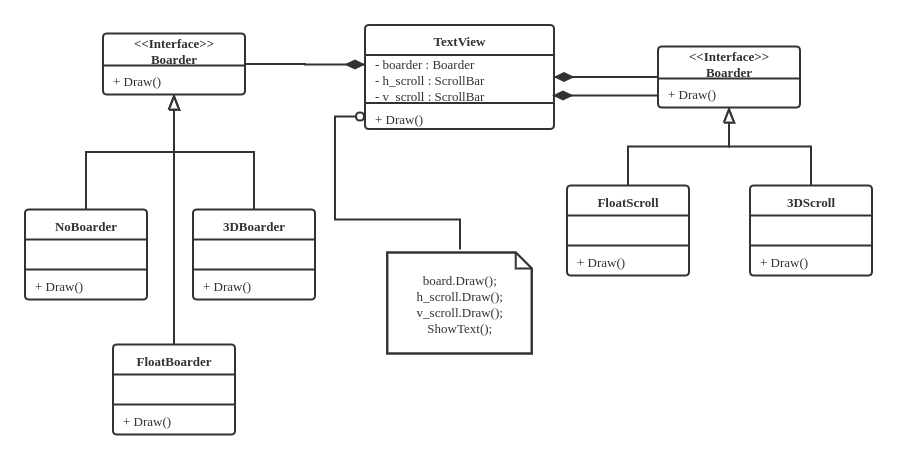 <<Interface>>
Boarder
+ Draw()
TextView
- boarder : Boarder
- h_scroll : ScrollBar
- v_scroll : ScrollBar
+ Draw()
<<Interface>>
Boarder
+ Draw()
NoBoarder
+ Draw()
3DBoarder
+ Draw()
FloatBoarder
+ Draw()
board.Draw();
h_scroll.Draw();
v_scroll.Draw();
ShowText();
FloatScroll
+ Draw()
3DScroll
+ Draw()